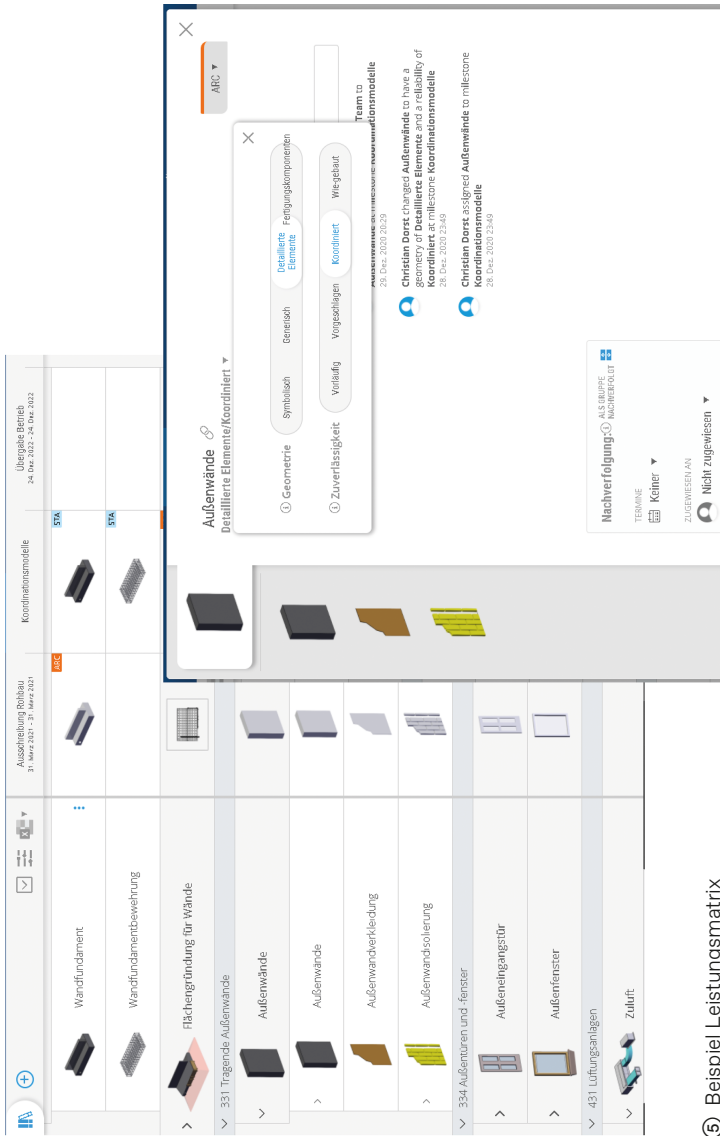 Ausschreibung Rohbau
31. März 2021 - 31. März 2021
Koordinationsmodelle
Übergabe Betrieb
24. Dez. 2022 - 24. Dez. 2022
Wandfundament
ARC
STA
Wandfundamentbewehrung
STA
Flächengründung für Wände
331 Tragende Außenwände
Außenwände
Außenwände
Außenwandverkleidung
Außenwandisolierung
334 Außentüren und -fenster
Außeneingangstür
Außenfenster
431 Lüftungsanlagen
Zuluft
Außenwände
Detaillierte Elemente/Koordiniert
ARC
Geometrie
Symbolisch
Generisch
Detaillierte
Elemente
Fertigungskomponenten
Zuverlässigkeit
Vorläufig
Vorgeschlagen
Koordiniert
Wie-gebaut
Team to
Außenwände at milestone Koordinationsmodelle
29. Dez. 2020 20:29
Christian Dorst changed Außenwände to have a
geometry of Detaillierte Elemente and a reliability of
Koordiniert at milestone Koordinationsmodelle
28. Dez. 2020 23:49
Christian Dorst assigned Außenwände to milestone
Koordinationsmodelle
28. Dez. 2020 23:49
Nachverfolgung:
ALS GRUPPE
NACHVERFOLGT
TERMINE
Keiner
ZUGEWIESEN AN
Nicht zugewiesen
5 Beispiel Leistungsmatrix